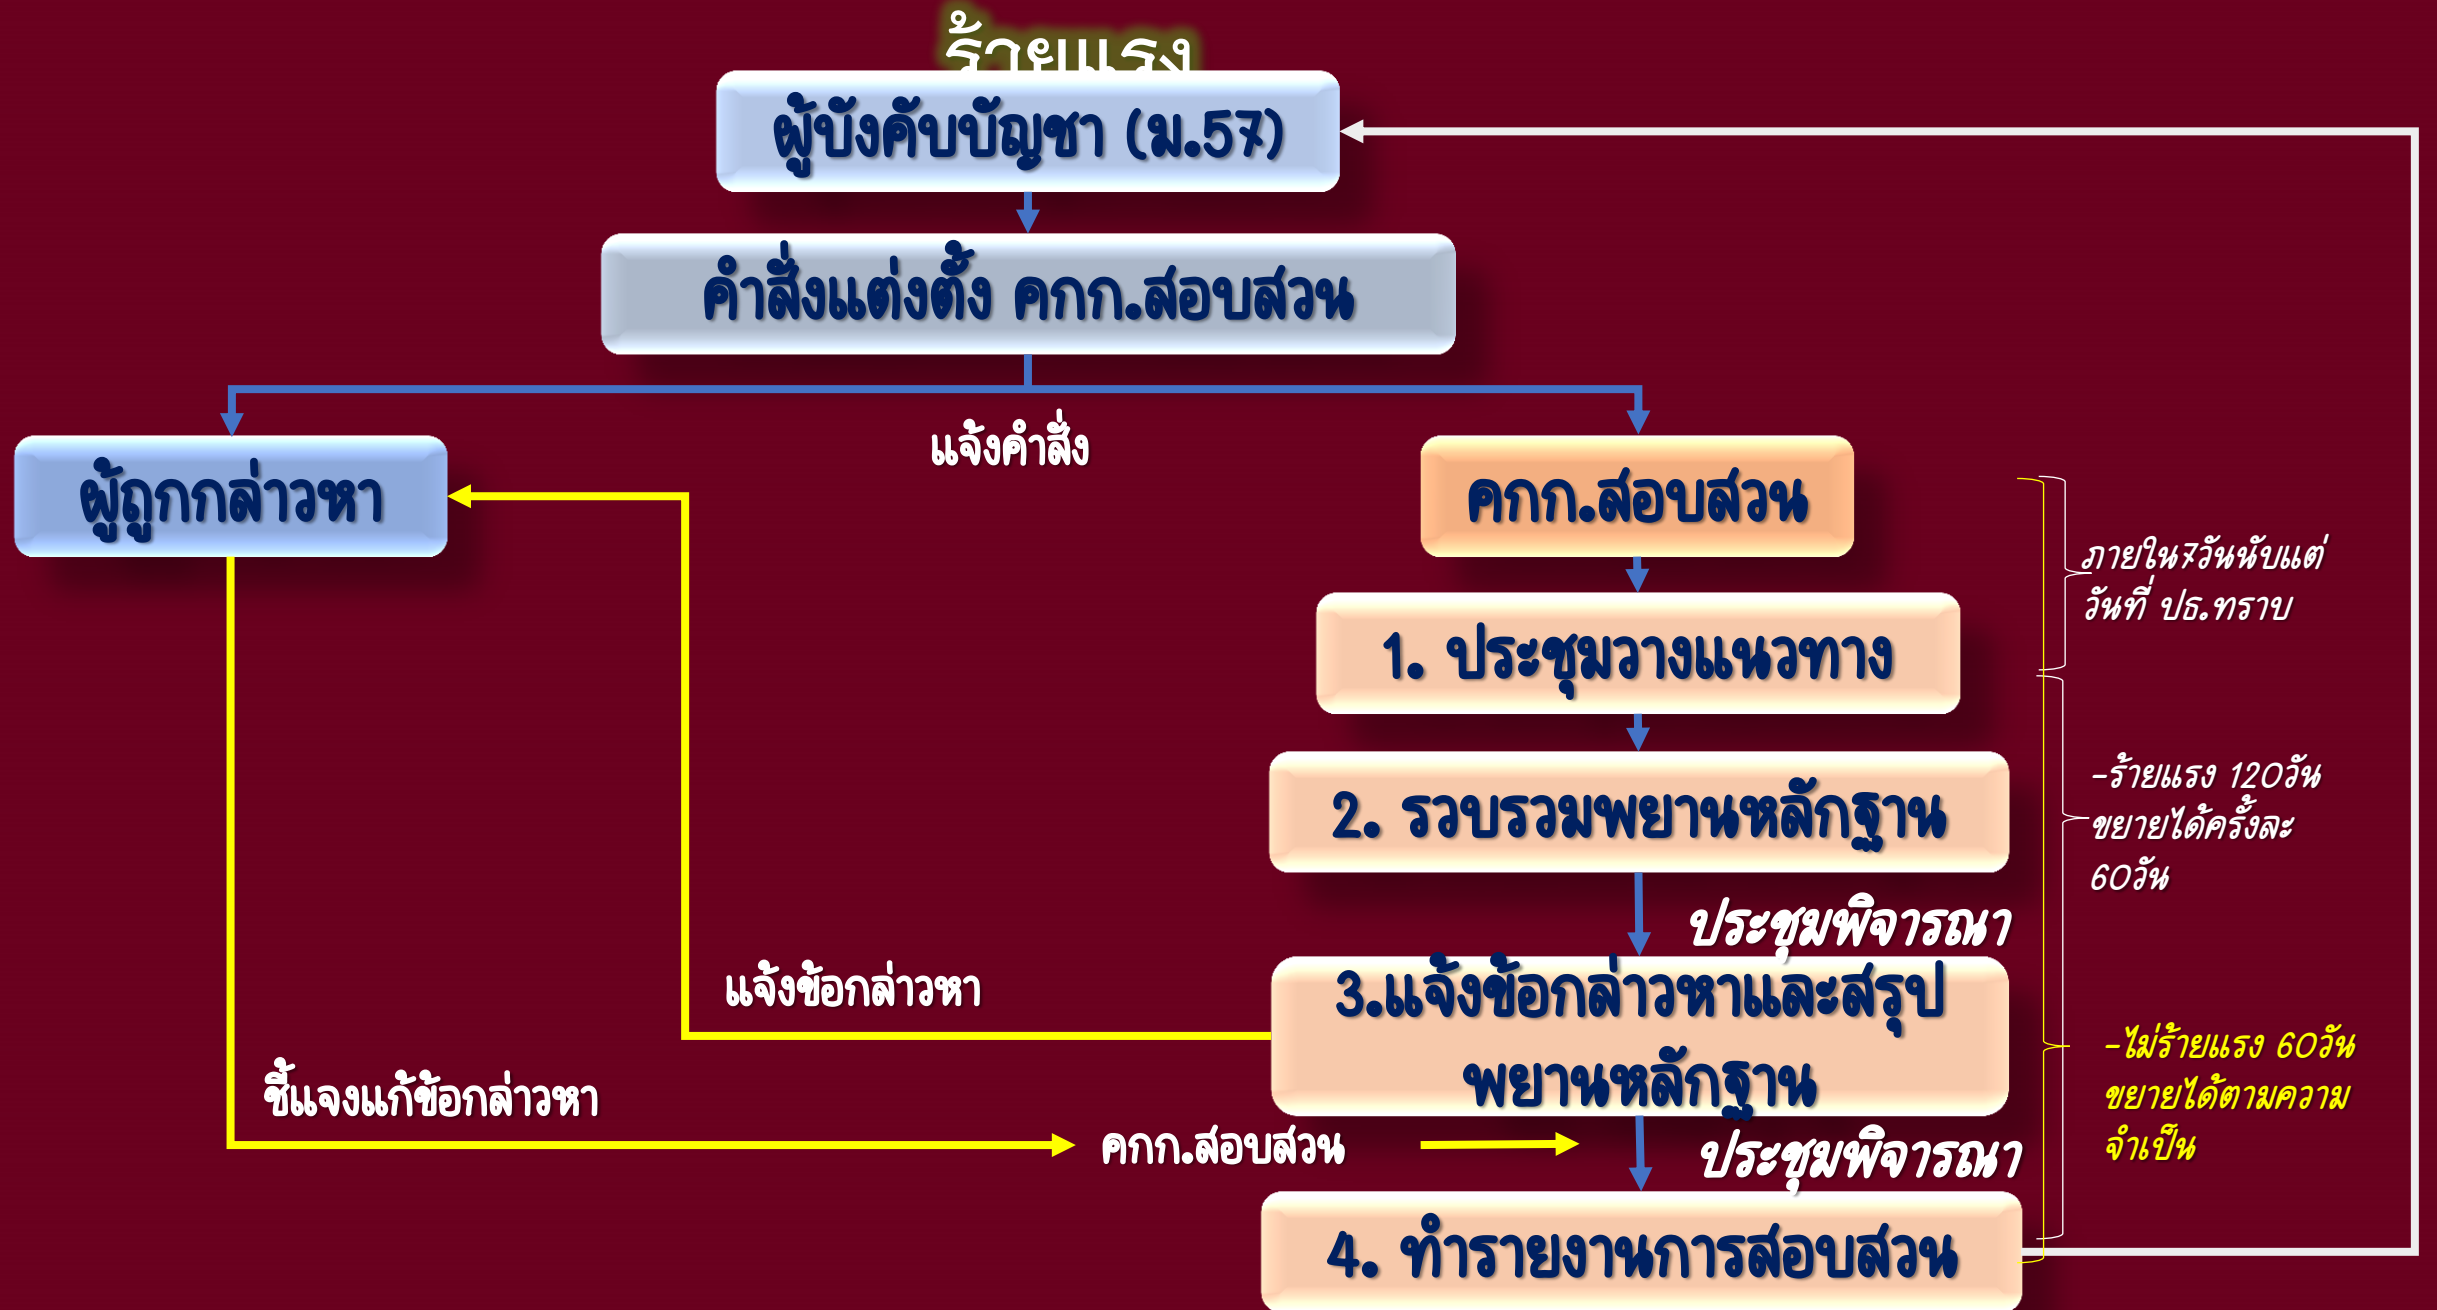 ร้ายแรง
ผู้บังคับบัญชา (ม.57)
คำสั่งแต่งตั้ง คกก.สอบสวน
แจ้งคำสั่ง
ผู้ถูกกล่าวหา
คกก.สอบสวน
ภายใน7วันนับแต่
วันที่ ปธ.ทราบ
1. ประชุมวางแนวทาง
2. รวบรวมพยานหลักฐาน
-ร้ายแรง 120วัน
ขยายได้ครั้งละ
60วัน
ประชุมพิจารณา
3.แจ้งข้อกล่าวหาและสรุป
พยานหลักฐาน
แจ้งข้อกล่าวหา
-ไม่ร้ายแรง 60วัน
ขยายได้ตามความ
จำเป็น
ชี้แจงแก้ข้อกล่าวหา
คกก.สอบสวน
ประชุมพิจารณา
4. ทำรายงานการสอบสวน